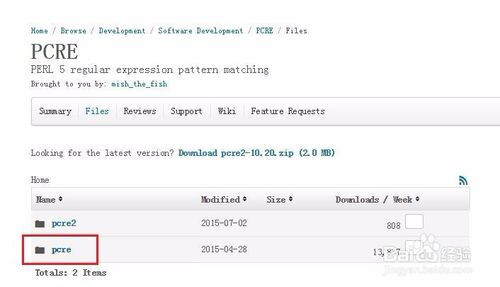 Home / Browse / Development / Software Development / PCRE / Files
PCRE
PERL 5 regular expression pattern matching
Brought to you by: mish_the_fish
Summary Files Reviews Support Wiki Feature Requests
Looking for the latest version? Download pcre2-10.20.zip (2.0 MB)
Home
Name Modified Size Downloads / Week
pcre2 2015-07-02 808
pcre 2015-04-28
Totals: 2 Items
Baidu 经验
jingyan.baidu.com